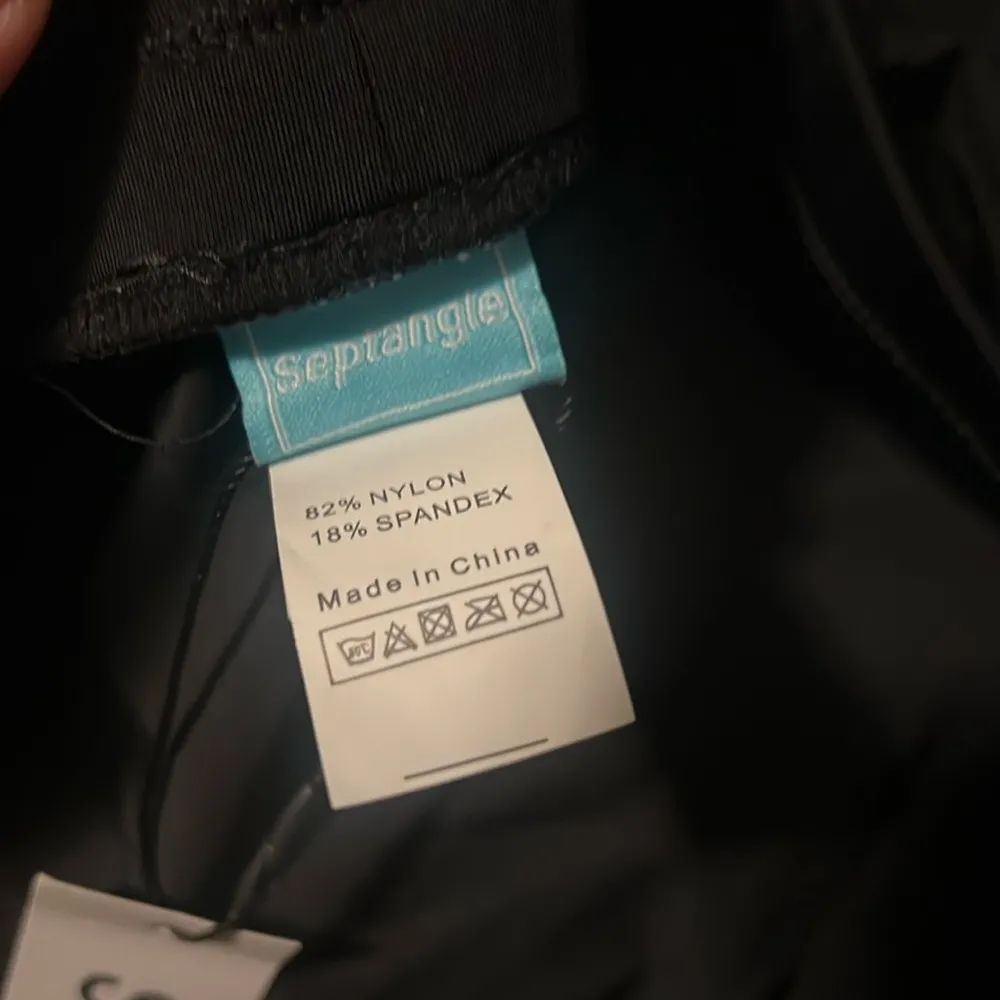 Septangle
82% NYLON
18% SPANDEX
Made In China